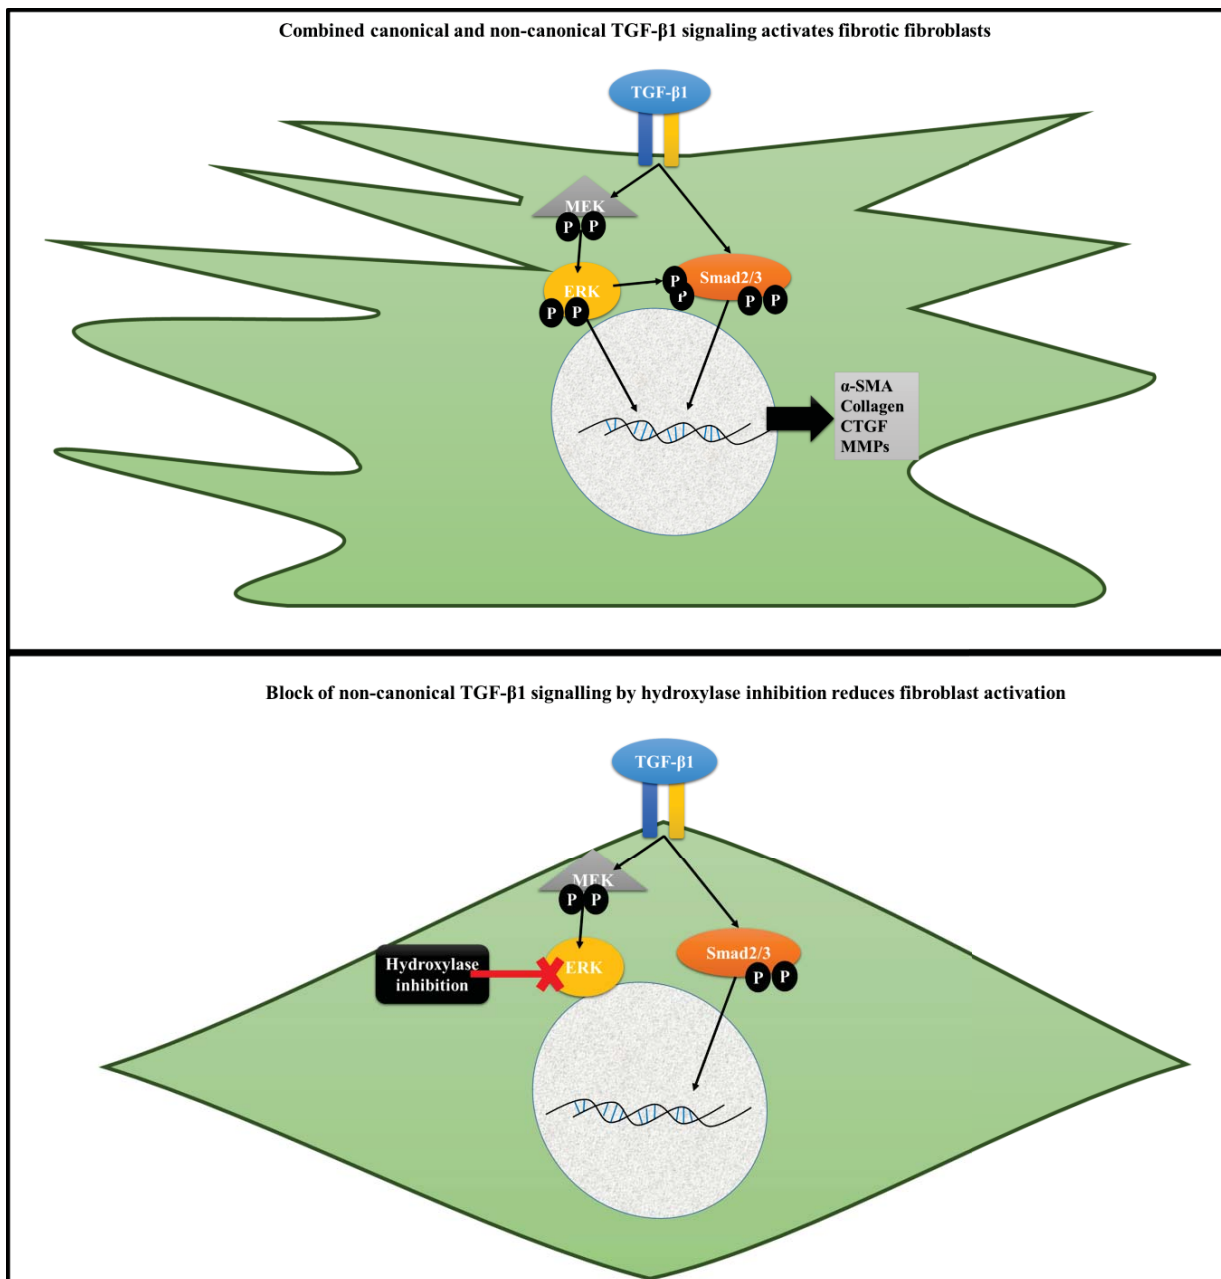 Combined canonical and non-canonical TGF-β1 signaling activates fibrotic fibroblasts
TGF-β1
MEK
P P
ERK
P P
Smad2/3
P
P
P P
α-SMA
Collagen
CTGF
MMPs
Block of non-canonical TGF-β1 signalling by hydroxylase inhibition reduces fibroblast activation
TGF-β1
MEK
P P
Hydroxylase
inhibition
ERK
Smad2/3
P P